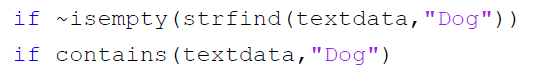 if ~isempty(strfind(textdata,"Dog"))
if contains(textdata,"Dog")